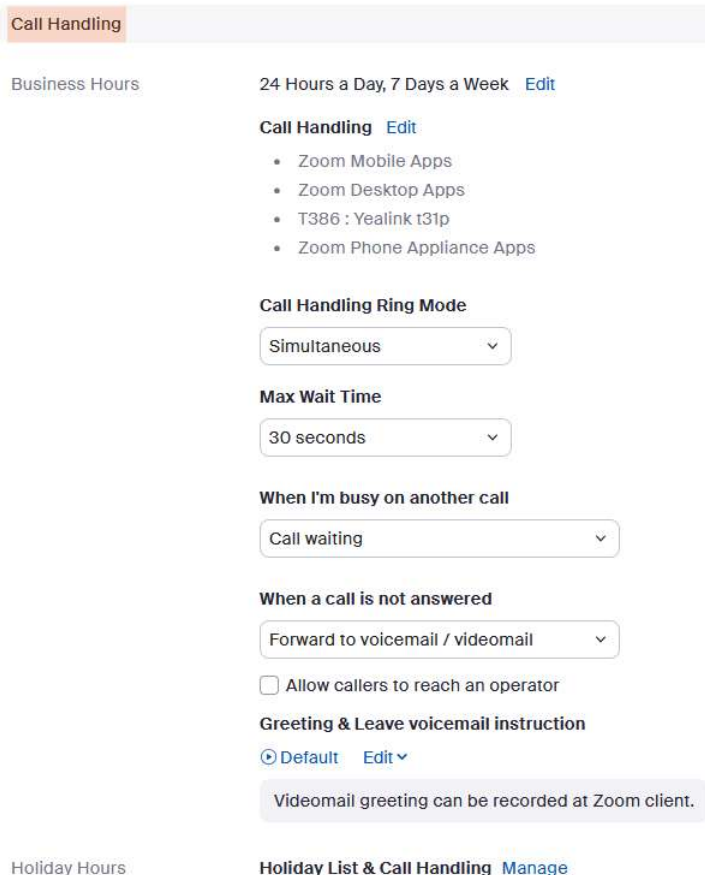 Call Handling
Business Hours
24 Hours a Day, 7 Days a Week Edit
Call Handling Edit
• Zoom Mobile Apps
• Zoom Desktop Apps
• T386 : Yealink t31p
• Zoom Phone Appliance Apps
Call Handling Ring Mode
Simultaneous
Max Wait Time
30 seconds
When I'm busy on another call
Call waiting
When a call is not answered
Forward to voicemail / videomail
Allow callers to reach an operator
Greeting & Leave voicemail instruction
Default Edit
Videomail greeting can be recorded at Zoom client.
Holiday Hours
Holiday List & Call Handling Manage